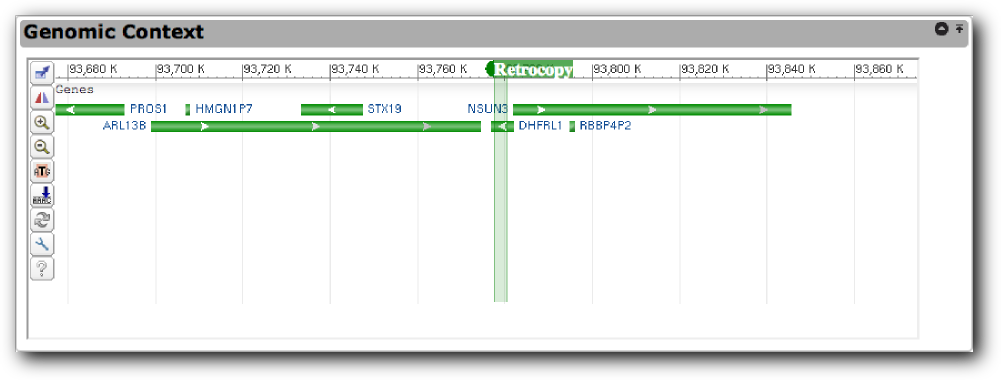 Genomic Context
93,680 K 93,700 K 93,720 K 93,740 K 93,760 K Retrocopy 93,800 K 93,820 K 93,840 K 93,860 K
Genes
PROS1 HMGN1P7 STX19 NSUN3
ARL13B DHFRL1 RBBP4P2
ATG
?